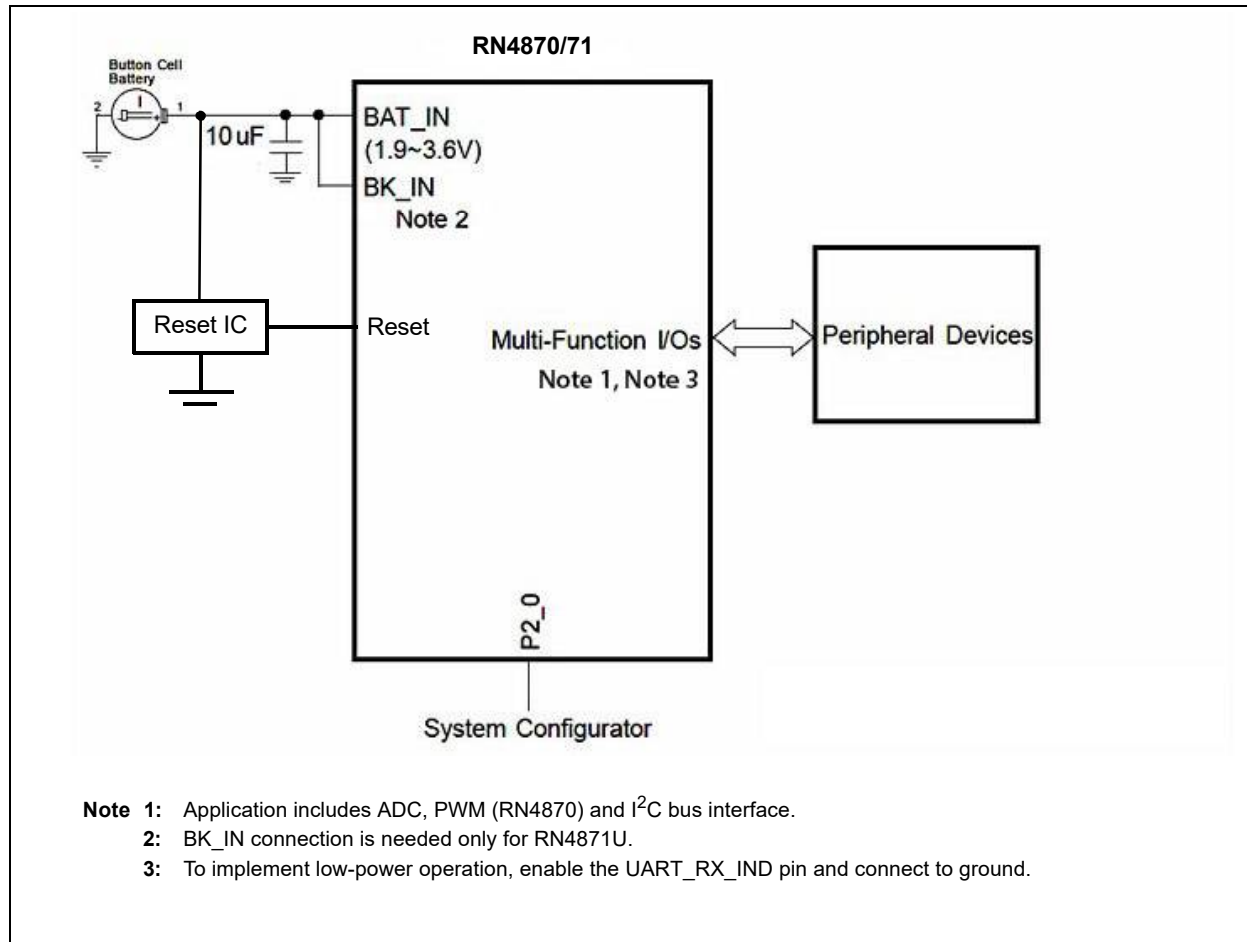 RN4870/71
Button Cell
Battery
2
1
10 uF
BAT_IN
(1.9~3.6V)
BK_IN
Note 2
Reset IC
Reset
Multi-Function I/Os
Note 1, Note 3
Peripheral Devices
P2_0
System Configurator
Note 1: Application includes ADC, PWM (RN4870) and I²C bus interface.
2: BK_IN connection is needed only for RN4871U.
3: To implement low-power operation, enable the UART_RX_IND pin and connect to ground.